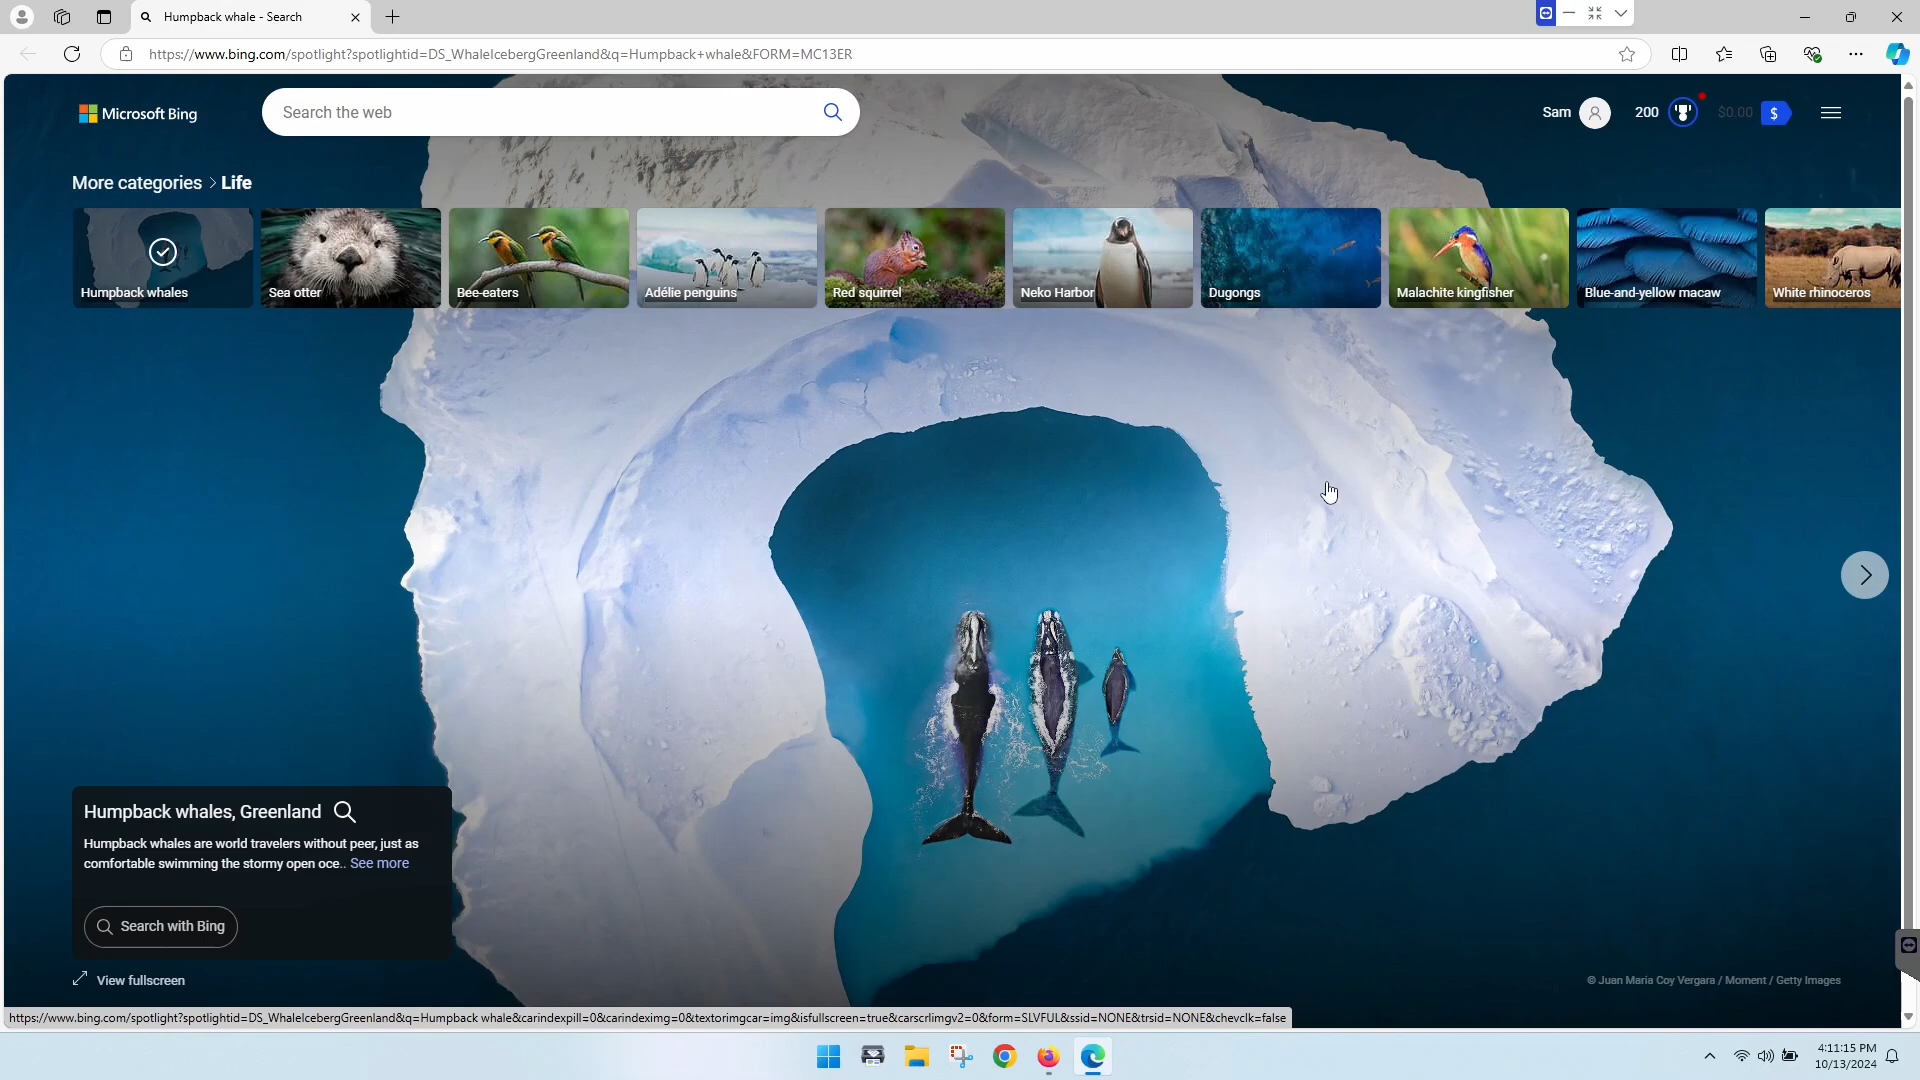 Humpback whale - Search
https://www.bing.com/spotlight?spotlightid=DS_WhaleIcebergGreenland&q=Humpback+whale&FORM=MC13ER
Microsoft Bing
Search the web
Sam
200
$0.00
$
More categories > Life
Humpback whales
Sea otter
Bee-eaters
Adélie penguins
Red squirrel
Neko Harbor
Dugongs
Malachite kingfisher
Blue-and-yellow macaw
White rhinoceros
Humpback whales, Greenland
Humpback whales are world travelers without peer, just as
comfortable swimming the stormy open oce.. See more
Search with Bing
View fullscreen
© Juan Maria Coy Vergara / Moment / Getty Images
https://www.bing.com/spotlight?spotlightid=DS_WhaleIcebergGreenland&q=Humpback whale&carindexpill=0&carindeximg=0&textorimgcar=img&isfullscreen=true&carscrlimgv2=0&form=SLVFUL&ssid=NONE&trsid=NONE&chevclk=false
4:11:15 PM
10/13/2024